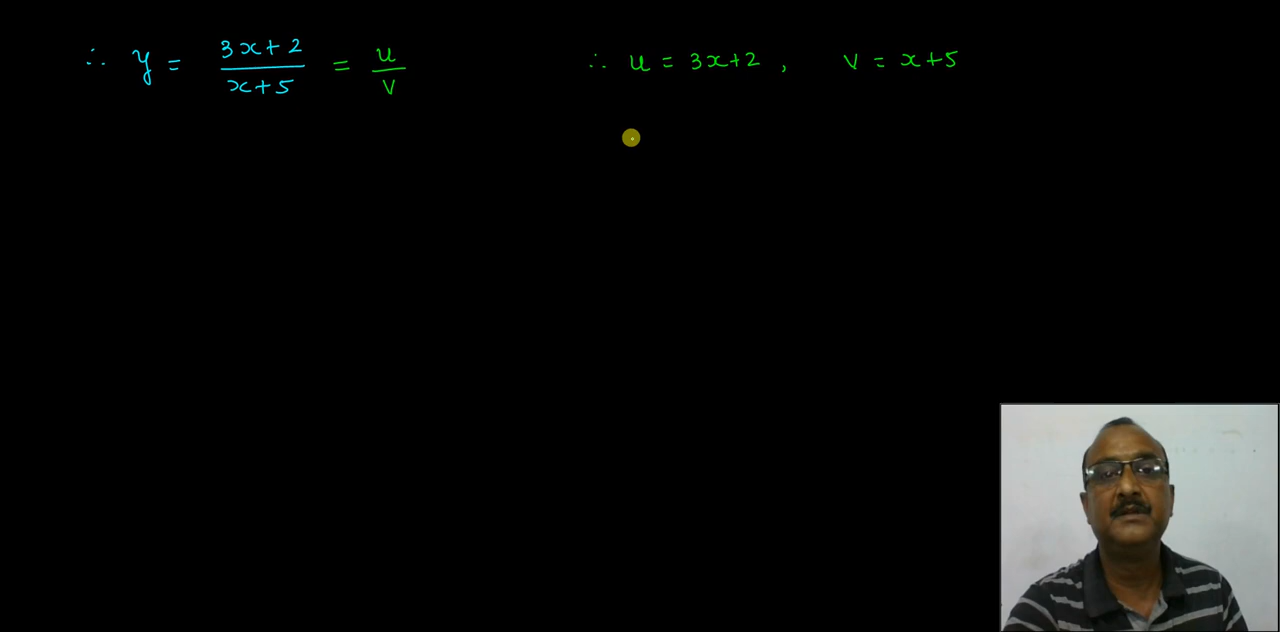 ∴ y = (3x+2)/(x+5) = u/v
∴ u = 3x+2 , v = x+5